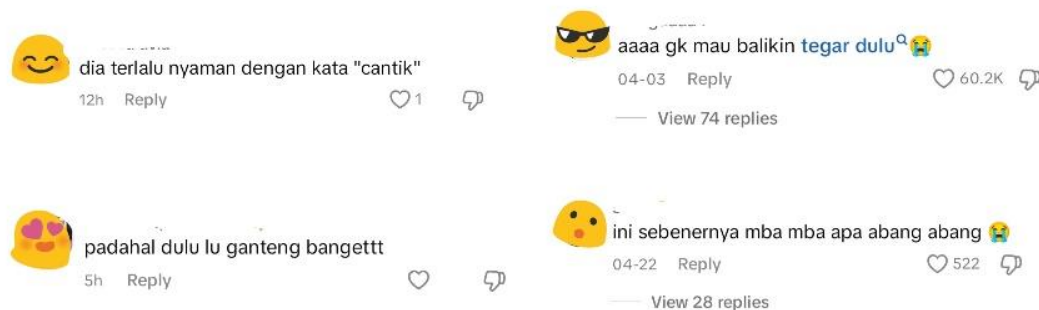 dia terlalu nyaman dengan kata "cantik"
12h Reply 1
aaaa gk mau balikin tegar dulu
04-03 Reply 60.2K
View 74 replies
padahal dulu lu ganteng bangettt
5h Reply
ini sebenernya mba mba apa abang abang
04-22 Reply 522
View 28 replies